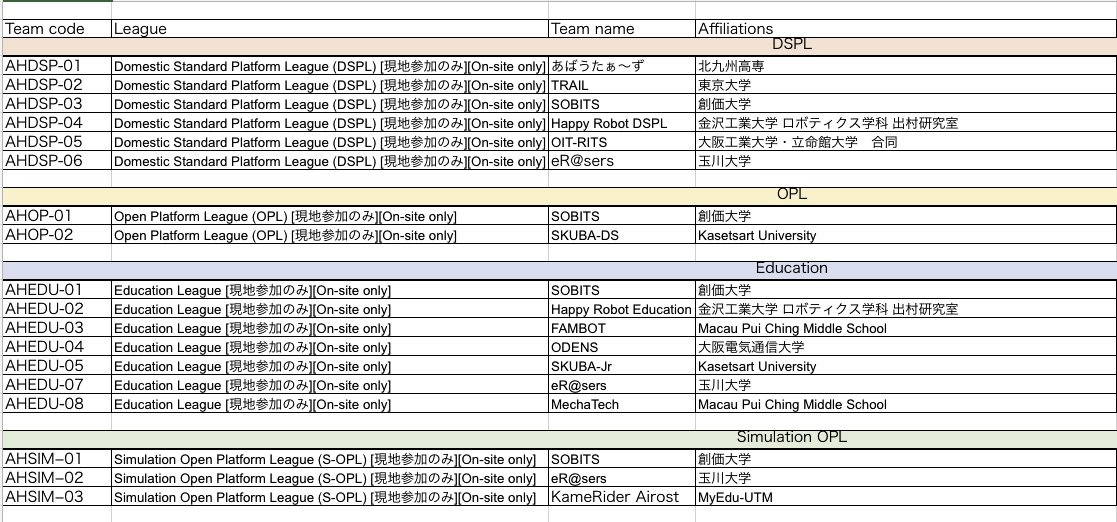 Team code League Team name Affiliations
DSPL
AHDSP-01 Domestic Standard Platform League (DSPL) [現地参加のみ][On-site only] あばうたぁ〜ず 北九州高専
AHDSP-02 Domestic Standard Platform League (DSPL) [現地参加のみ][On-site only] TRAIL 東京大学
AHDSP-03 Domestic Standard Platform League (DSPL) [現地参加のみ][On-site only] SOBITS 創価大学
AHDSP-04 Domestic Standard Platform League (DSPL) [現地参加のみ][On-site only] Happy Robot DSPL 金沢工業大学 ロボティクス学科 出村研究室
AHDSP-05 Domestic Standard Platform League (DSPL) [現地参加のみ][On-site only] OIT-RITS 大阪工業大学・立命館大学　合同
AHDSP-06 Domestic Standard Platform League (DSPL) [現地参加のみ][On-site only] eR@sers 玉川大学
OPL
AHOP-01 Open Platform League (OPL) [現地参加のみ][On-site only] SOBITS 創価大学
AHOP-02 Open Platform League (OPL) [現地参加のみ][On-site only] SKUBA-DS Kasetsart University
Education
AHEDU-01 Education League [現地参加のみ][On-site only] SOBITS 創価大学
AHEDU-02 Education League [現地参加のみ][On-site only] Happy Robot Education 金沢工業大学 ロボティクス学科 出村研究室
AHEDU-03 Education League [現地参加のみ][On-site only] FAMBOT Macau Pui Ching Middle School
AHEDU-04 Education League [現地参加のみ][On-site only] ODENS 大阪電気通信大学
AHEDU-05 Education League [現地参加のみ][On-site only] SKUBA-Jr Kasetsart University
AHEDU-07 Education League [現地参加のみ][On-site only] eR@sers 玉川大学
AHEDU-08 Education League [現地参加のみ][On-site only] MechaTech Macau Pui Ching Middle School
Simulation OPL
AHSIM–01 Simulation Open Platform League (S-OPL) [現地参加のみ][On-site only] SOBITS 創価大学
AHSIM–02 Simulation Open Platform League (S-OPL) [現地参加のみ][On-site only] eR@sers 玉川大学
AHSIM–03 Simulation Open Platform League (S-OPL) [現地参加のみ][On-site only] KameRider Airost MyEdu-UTM